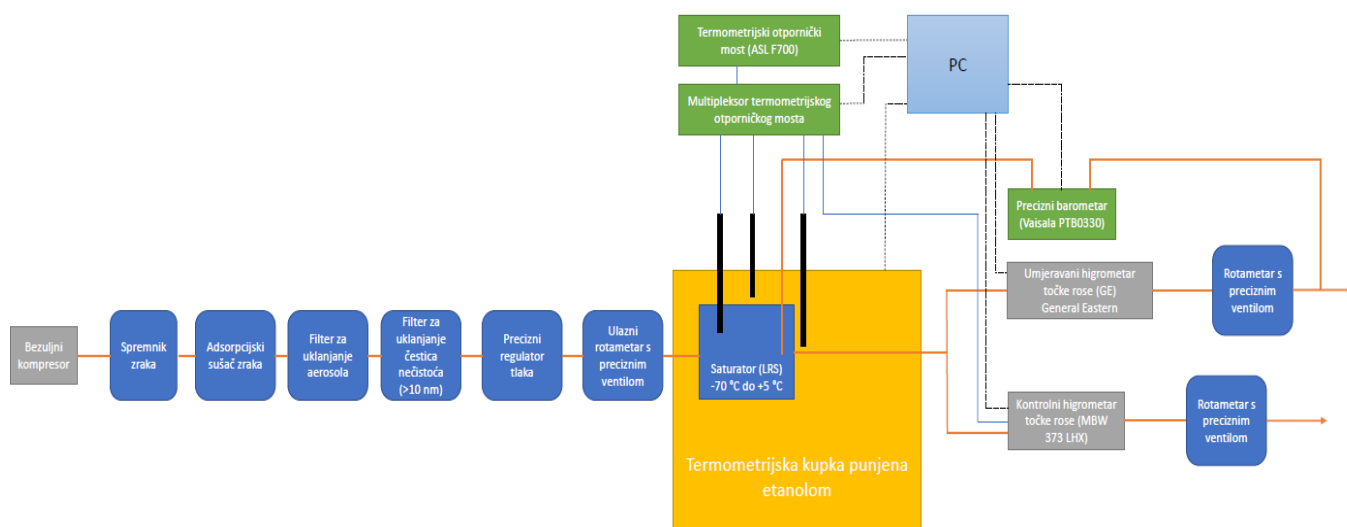 Termometrijski otpornički
most (ASL F700)
PC
Multipleksor termometrijskog
otporničkog mosta
Precizni barometar
(Vaisala PTB0330)
Umjeravani higrometar
točke rose (GE)
General Eastern
Rotametar s
preciznim
ventilom
Bezuljni
kompresor
Spremnik
zraka
Adsorpcijski
sušač zraka
Filter za
uklanjanje
aerosola
Filter za
uklanjanje
čestica
nečistoća
(>10 nm)
Precizni
regulator
tlaka
Ulazni
rotametar s
preciznim
ventilom
Saturator (LRS)
-70 °C do +5 °C
Kontrolni higrometar
točke rose (MBW
373 LHX)
Rotametar s
preciznim
ventilom
Termometrijska kupka punjena
etanolom